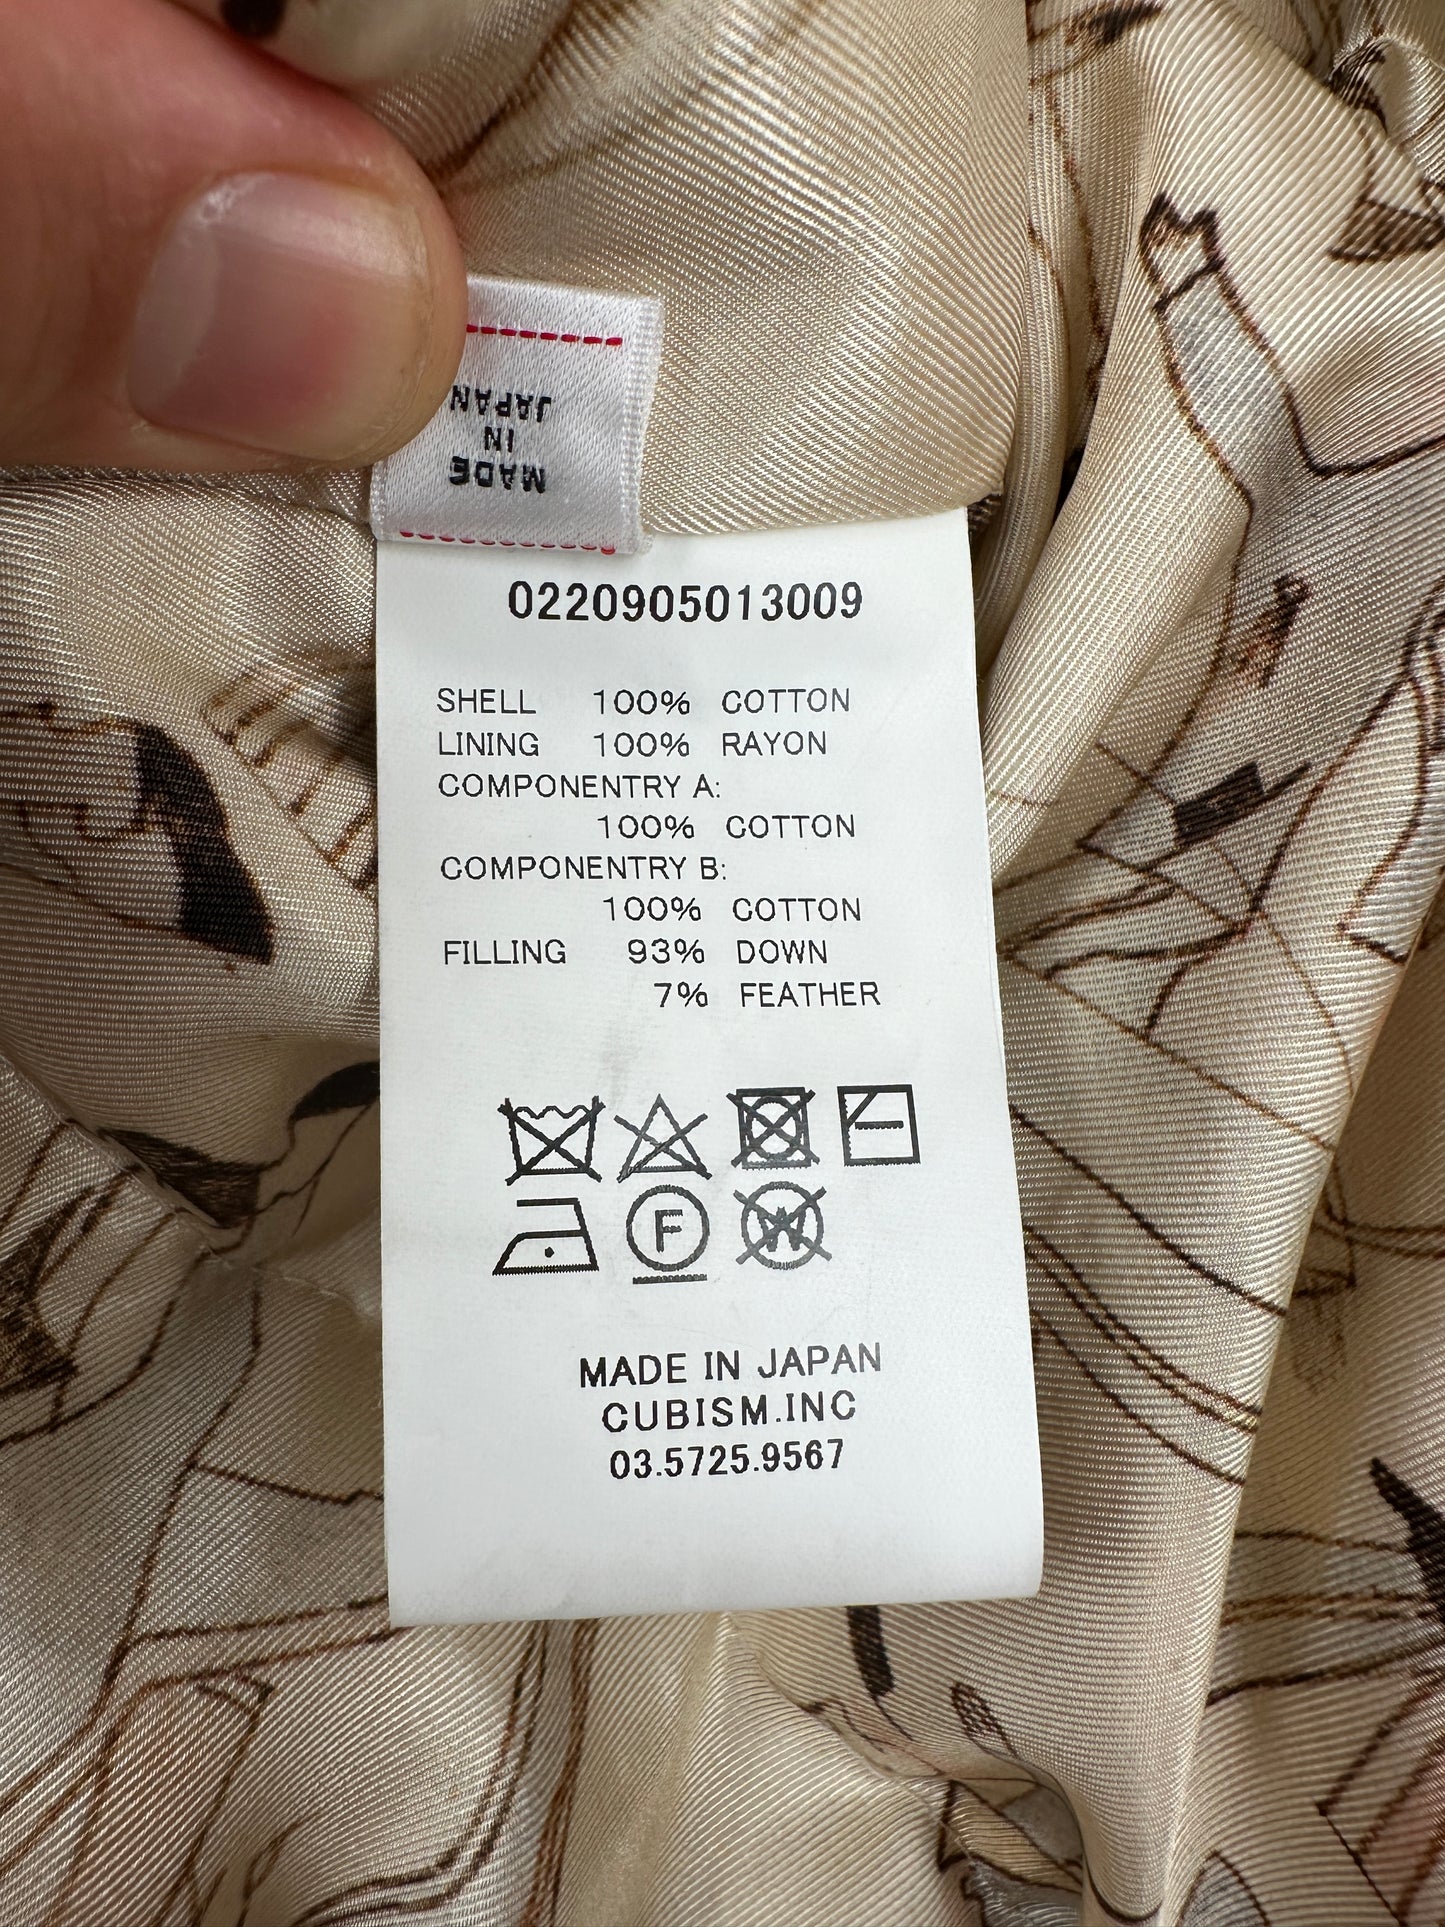 MADE
IN
JAPAN
0220905013009
SHELL 100% COTTON
LINING 100% RAYON
COMPONENTRY A:
100% COTTON
COMPONENTRY B:
100% COTTON
FILLING 93% DOWN
7% FEATHER
F
W
MADE IN JAPAN
CUBISM.INC
03.5725.9567